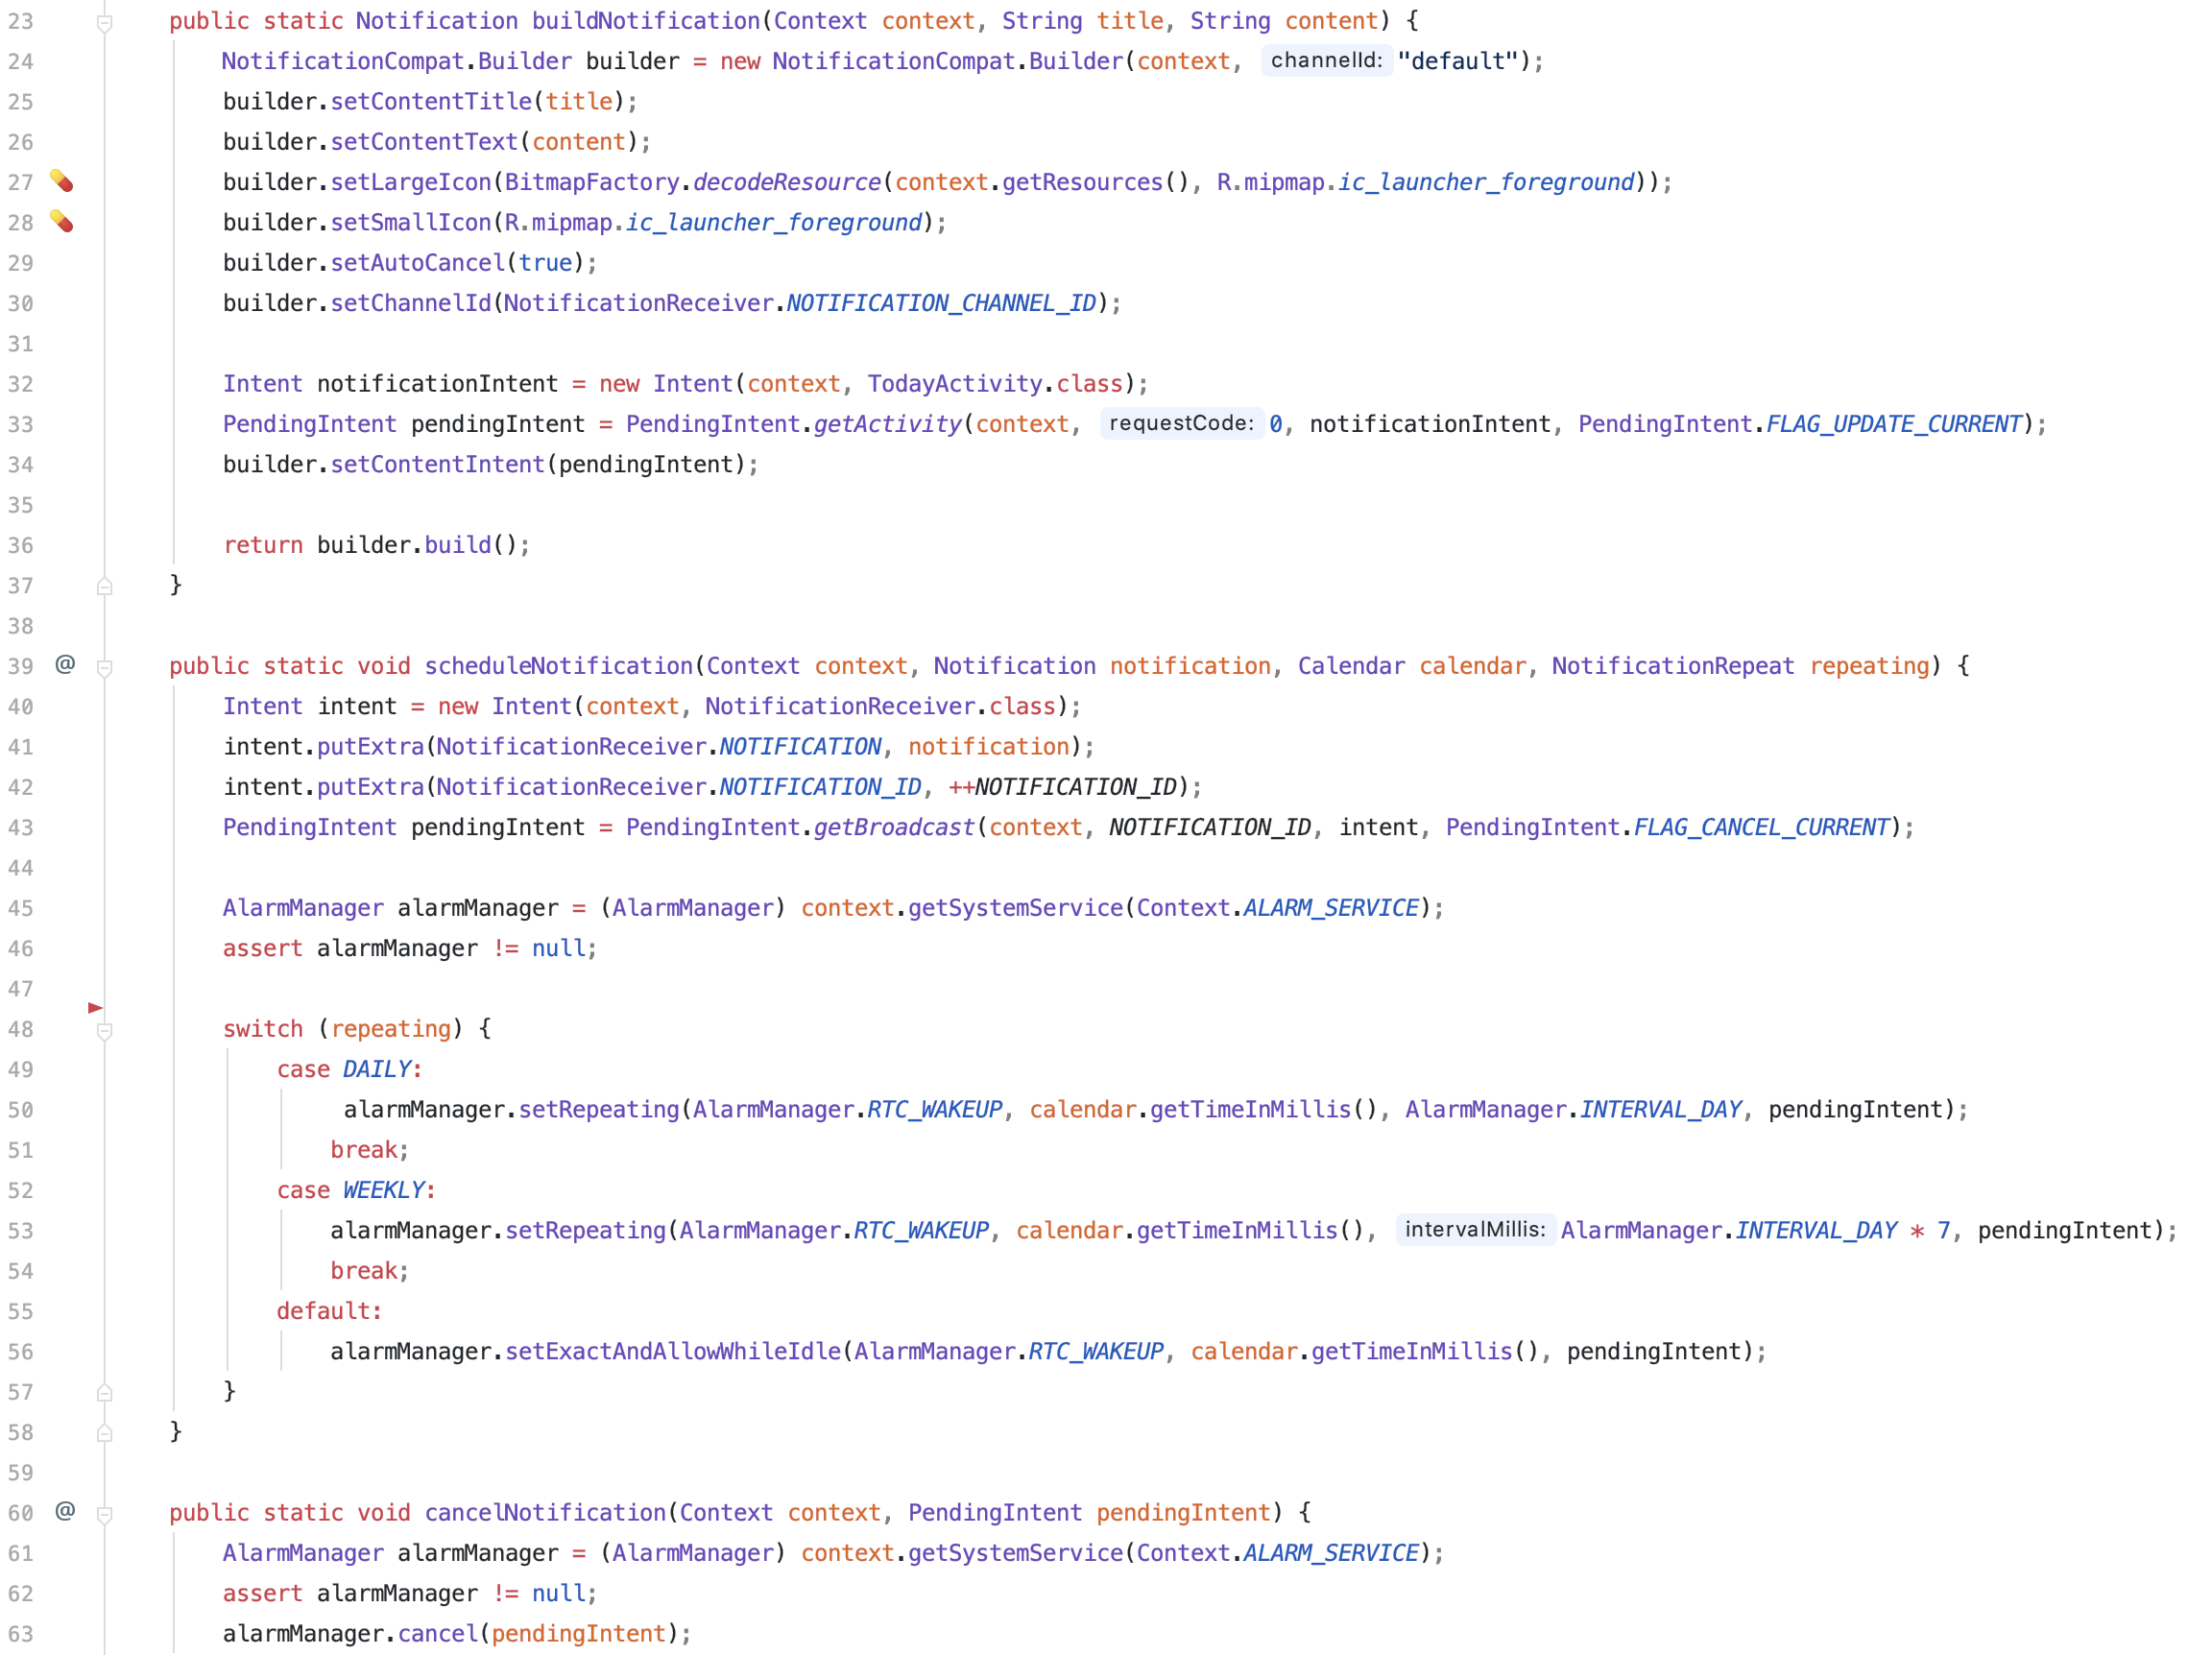 23 public static Notification buildNotification(Context context, String title, String content) {
24 NotificationCompat.Builder builder = new NotificationCompat.Builder(context, channelId: "default");
25 builder.setContentTitle(title);
26 builder.setContentText(content);
27 builder.setLargeIcon(BitmapFactory.decodeResource(context.getResources(), R.mipmap.ic_launcher_foreground));
28 builder.setSmallIcon(R.mipmap.ic_launcher_foreground);
29 builder.setAutoCancel(true);
30 builder.setChannelId(NotificationReceiver.NOTIFICATION_CHANNEL_ID);
31
32 Intent notificationIntent = new Intent(context, TodayActivity.class);
33 PendingIntent pendingIntent = PendingIntent.getActivity(context, requestCode: 0, notificationIntent, PendingIntent.FLAG_UPDATE_CURRENT);
34 builder.setContentIntent(pendingIntent);
35
36 return builder.build();
37 }
38
39 @ public static void scheduleNotification(Context context, Notification notification, Calendar calendar, NotificationRepeat repeating) {
40 Intent intent = new Intent(context, NotificationReceiver.class);
41 intent.putExtra(NotificationReceiver.NOTIFICATION, notification);
42 intent.putExtra(NotificationReceiver.NOTIFICATION_ID, ++NOTIFICATION_ID);
43 PendingIntent pendingIntent = PendingIntent.getBroadcast(context, NOTIFICATION_ID, intent, PendingIntent.FLAG_CANCEL_CURRENT);
44
45 AlarmManager alarmManager = (AlarmManager) context.getSystemService(Context.ALARM_SERVICE);
46 assert alarmManager != null;
47
48 switch (repeating) {
49 case DAILY:
50 alarmManager.setRepeating(AlarmManager.RTC_WAKEUP, calendar.getTimeInMillis(), AlarmManager.INTERVAL_DAY, pendingIntent);
51 break;
52 case WEEKLY:
53 alarmManager.setRepeating(AlarmManager.RTC_WAKEUP, calendar.getTimeInMillis(), intervalMillis: AlarmManager.INTERVAL_DAY * 7, pendingIntent);
54 break;
55 default:
56 alarmManager.setExactAndAllowWhileIdle(AlarmManager.RTC_WAKEUP, calendar.getTimeInMillis(), pendingIntent);
57 }
58 }
59
60 @ public static void cancelNotification(Context context, PendingIntent pendingIntent) {
61 AlarmManager alarmManager = (AlarmManager) context.getSystemService(Context.ALARM_SERVICE);
62 assert alarmManager != null;
63 alarmManager.cancel(pendingIntent);